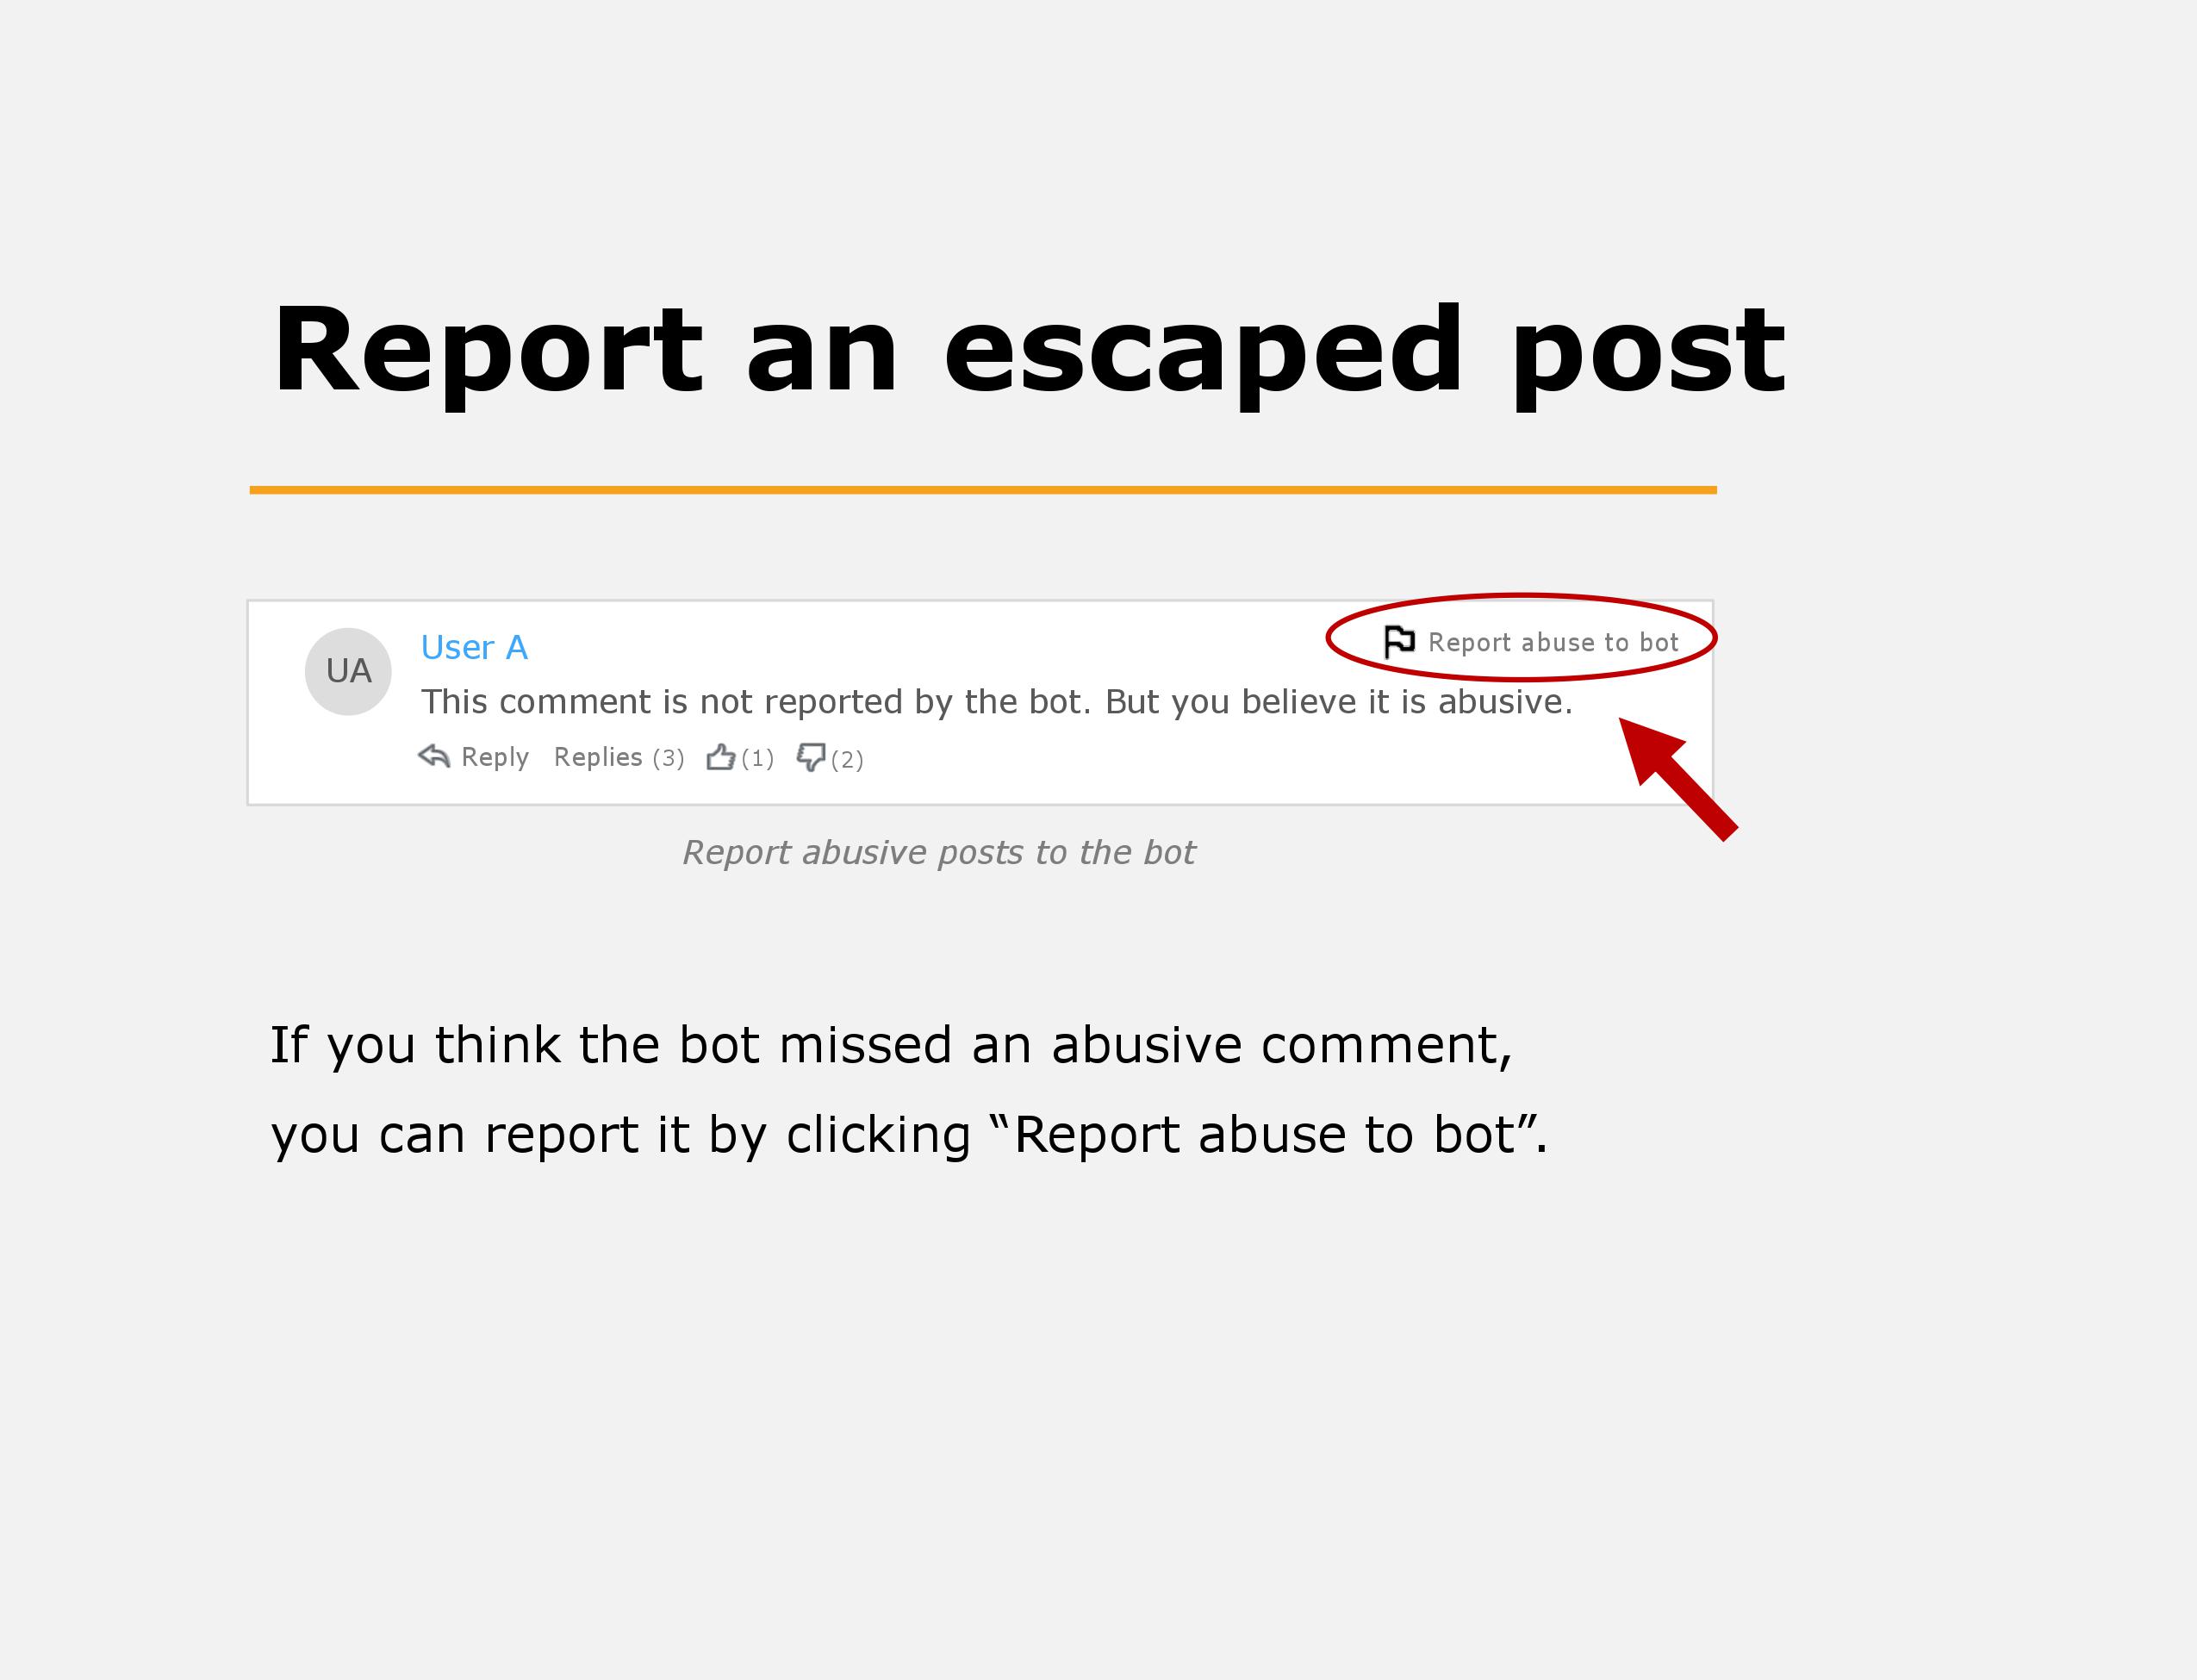 Report an escaped post
UA
User A
Report abuse to bot
This comment is not reported by the bot. But you believe it is abusive.
Reply Replies (3) (1) (2)
Report abusive posts to the bot
If you think the bot missed an abusive comment,
you can report it by clicking “Report abuse to bot”.